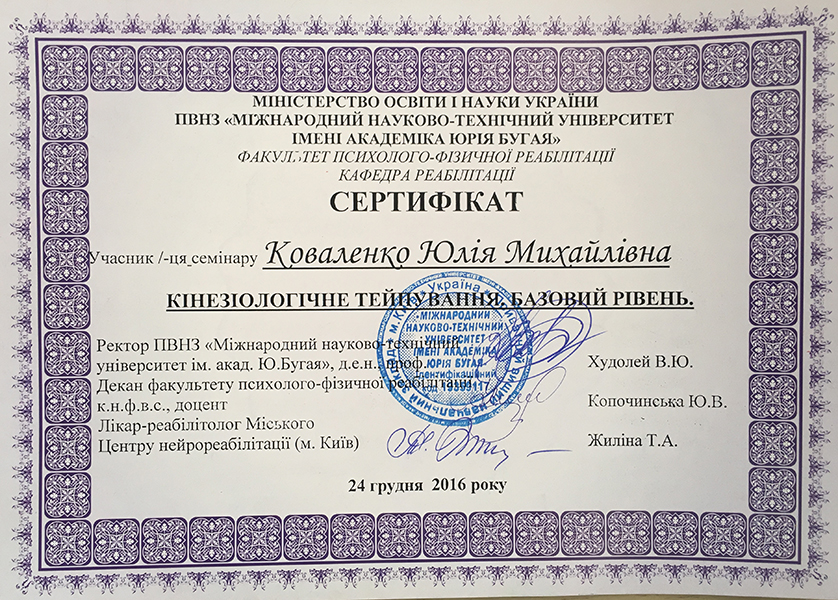 МІНІСТЕРСТВО ОСВІТИ І НАУКИ УКРАЇНИ
ПВНЗ «МІЖНАРОДНИЙ НАУКОВО-ТЕХНІЧНИЙ УНІВЕРСИТЕТ
ІМЕНІ АКАДЕМІКА ЮРІЯ БУГАЯ»
ФАКУЛЬТЕТ ПСИХОЛОГО-ФІЗИЧНОЇ РЕАБІЛІТАЦІЇ
КАФЕДРА РЕАБІЛІТАЦІЇ
СЕРТИФІКАТ
Учасник /-ця семінару Коваленко Юлія Михайлівна
КІНЕЗІОЛОГІЧНЕ ТЕЙПУВАННЯ. БАЗОВИЙ РІВЕНЬ.
Ректор ПВНЗ «Міжнародний науково-технічний
університет ім. акад. Ю.Бугая», д.е.н., проф. Худолей В.Ю.
Декан факультету психолого-фізичної реабілітації
к.н.ф.в.с., доцент Копочинська Ю.В.
Лікар-реабілітолог Міського
Центру нейрореабілітації (м. Київ) Жиліна Т.А.
м.Київ Україна
МІЖНАРОДНИЙ
НАУКОВО-ТЕХНІЧНИЙ
УНІВЕРСИТЕТ
ІМЕНІ АКАДЕМІКА
ЮРІЯ БУГАЯ
Ідентифікаційний
код
24 грудня 2016 року